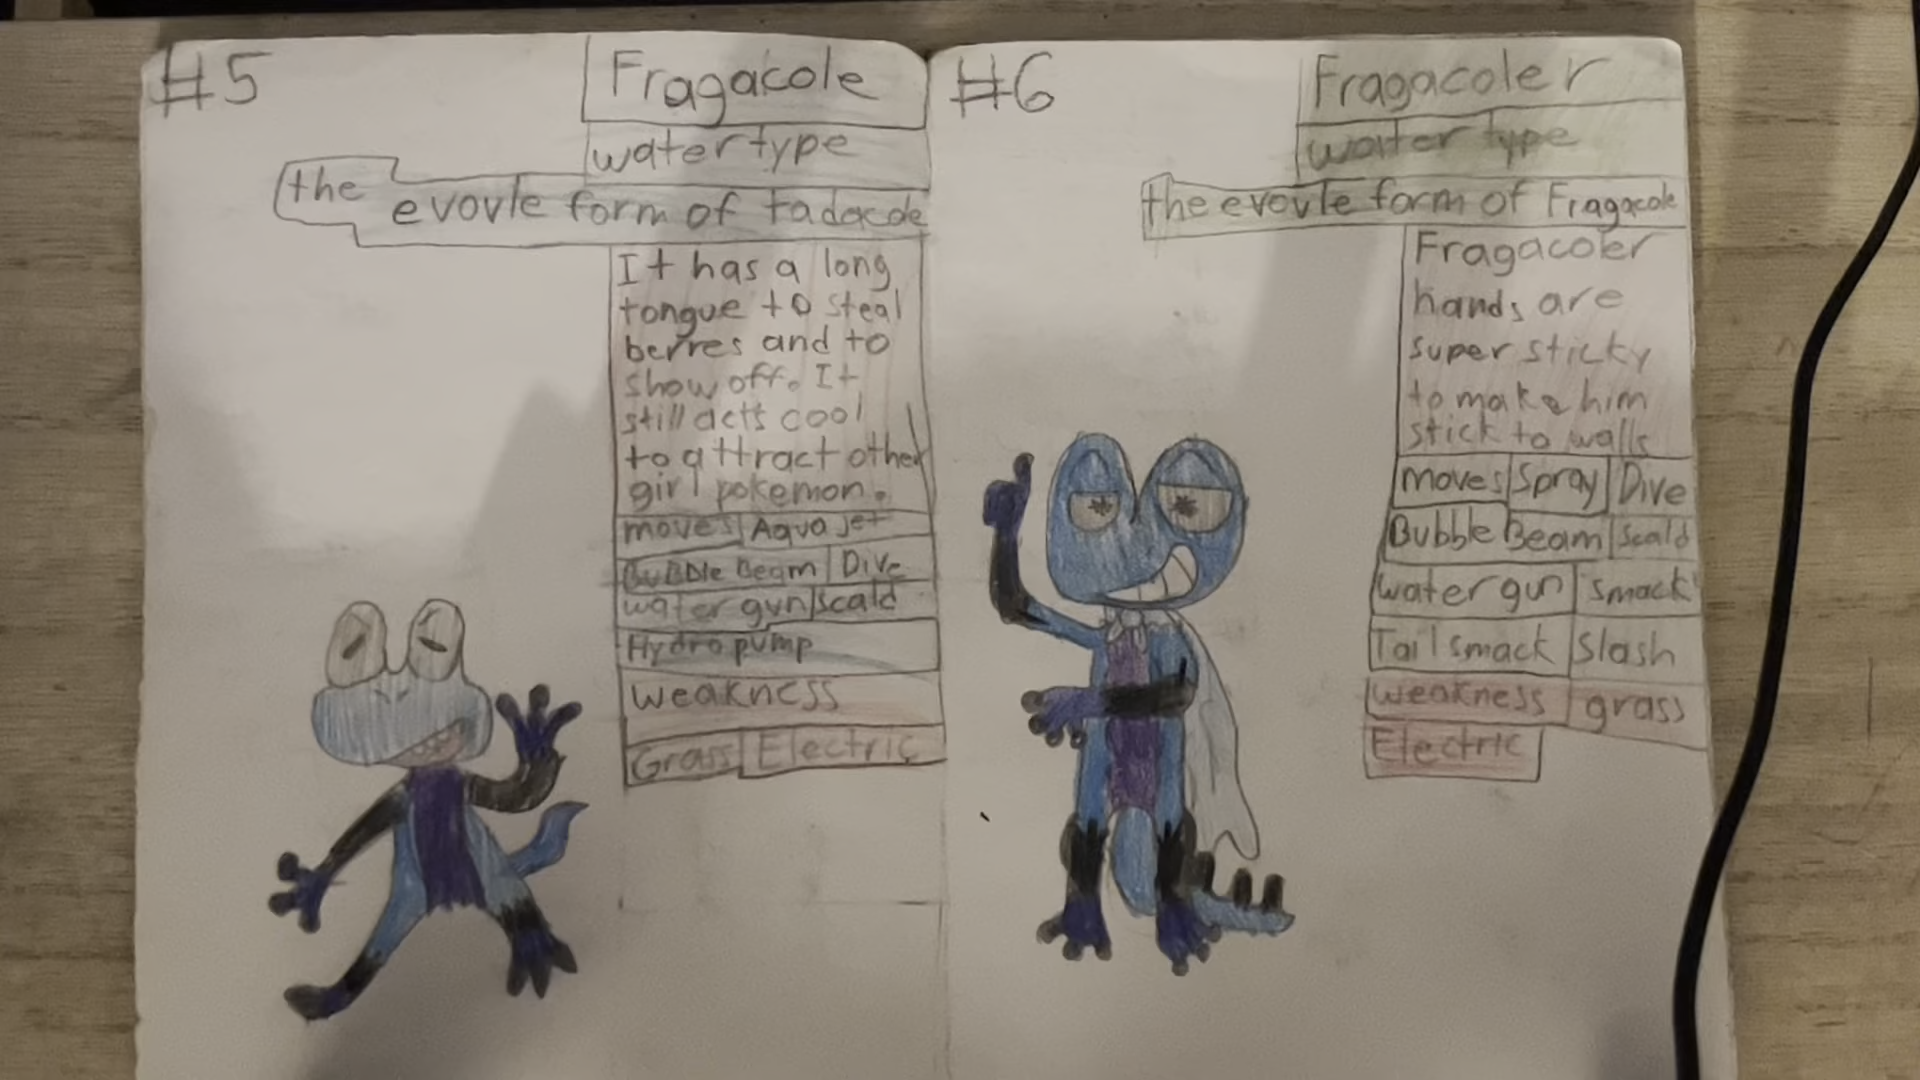 #5
Fragacole
water type
the evovle form of tadacole
It has a long
tongue to steal
berres and to
show off. It
still acts cool
to attract other
girl pokemon.
moves Aqua jet
Bubble Beam Dive
water gun scald
Hydro pump
weakness
Grass Electric
#6
Fragacoler
water type
the evovle form of Fragacole
Fragacoler
hands are
super sticky
to make him
stick to walls
moves Spray Dive
Bubble Beam Scald
water gun smack
Tail smack Slash
weakness grass
Electric